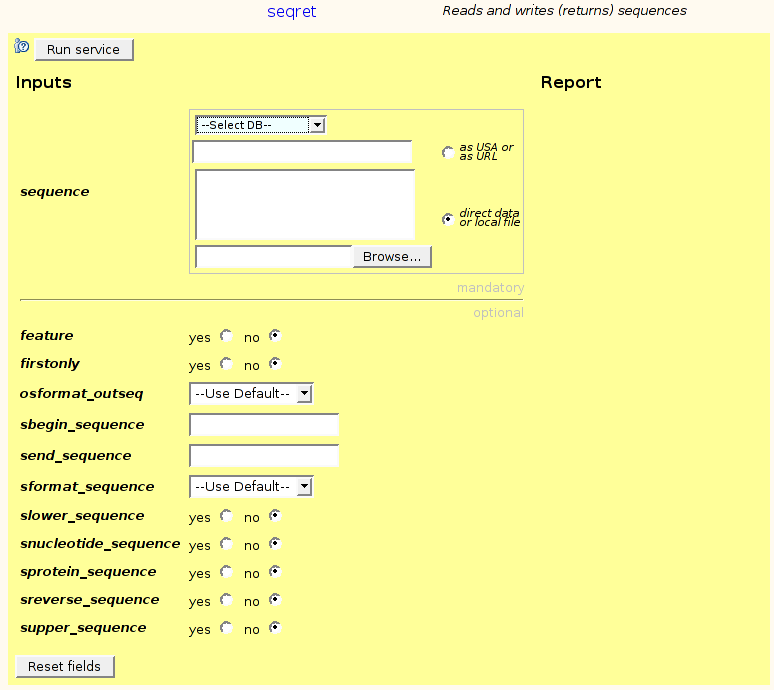 seqret Reads and writes (returns) sequences
Run service
Inputs Report
--Select DB--
as USA or
as URL
sequence
direct data
or local file
Browse...
mandatory
optional
feature yes no
firstonly yes no
osformat_outseq --Use Default--
sbegin_sequence
send_sequence
sformat_sequence --Use Default--
slower_sequence yes no
snucleotide_sequence yes no
sprotein_sequence yes no
sreverse_sequence yes no
supper_sequence yes no
Reset fields